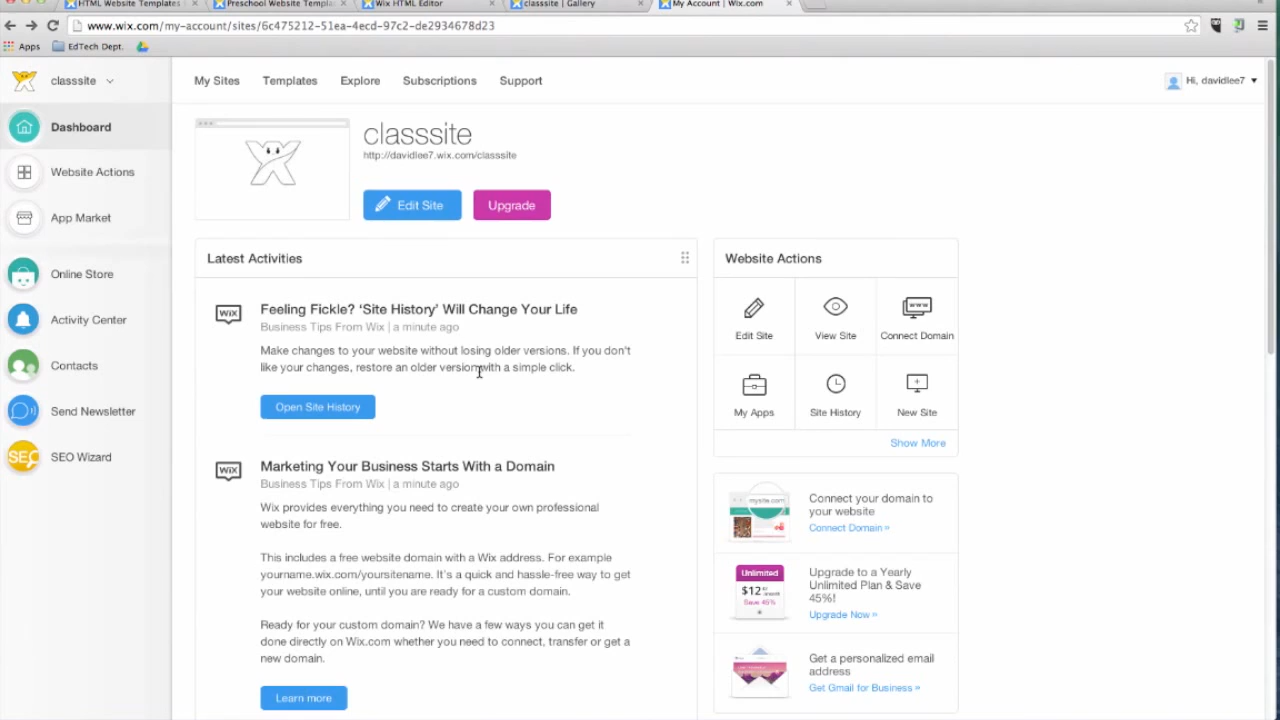 HTML Website Templates
Preschool Website Templa
Wix HTML Editor
classsite | Gallery
My Account | Wix.com
www.wix.com/my-account/sites/6c475212-51ea-4ecd-97c2-de2934678d23
Apps
EdTech Dept.
classsite
My Sites
Templates
Explore
Subscriptions
Support
Hi, davidlee7
Dashboard
Website Actions
App Market
Online Store
Activity Center
Contacts
Send Newsletter
SEO
SEO Wizard
classsite
http://davidlee7.wix.com/classsite
Edit Site
Upgrade
Latest Activities
WiX
Feeling Fickle? ‘Site History’ Will Change Your Life
Business Tips From Wix | a minute ago
Make changes to your website without losing older versions. If you don't
like your changes, restore an older version with a simple click.
Open Site History
WiX
Marketing Your Business Starts With a Domain
Business Tips From Wix | a minute ago
Wix provides everything you need to create your own professional
website for free.
This includes a free website domain with a Wix address. For example
yourname.wix.com/yoursitename. It's a quick and hassle-free way to get
your website online, until you are ready for a custom domain.
Ready for your custom domain? We have a few ways you can get it
done directly on Wix.com whether you need to connect, transfer or get a
new domain.
Learn more
Website Actions
Edit Site
View Site
www
Connect Domain
My Apps
Site History
New Site
Show More
mysite.com
Connect your domain to
your website
Connect Domain »
Unlimited
$12
Save 45%
Upgrade to a Yearly
Unlimited Plan & Save
45%!
Upgrade Now »
Get a personalized email
address
Get Gmail for Business »